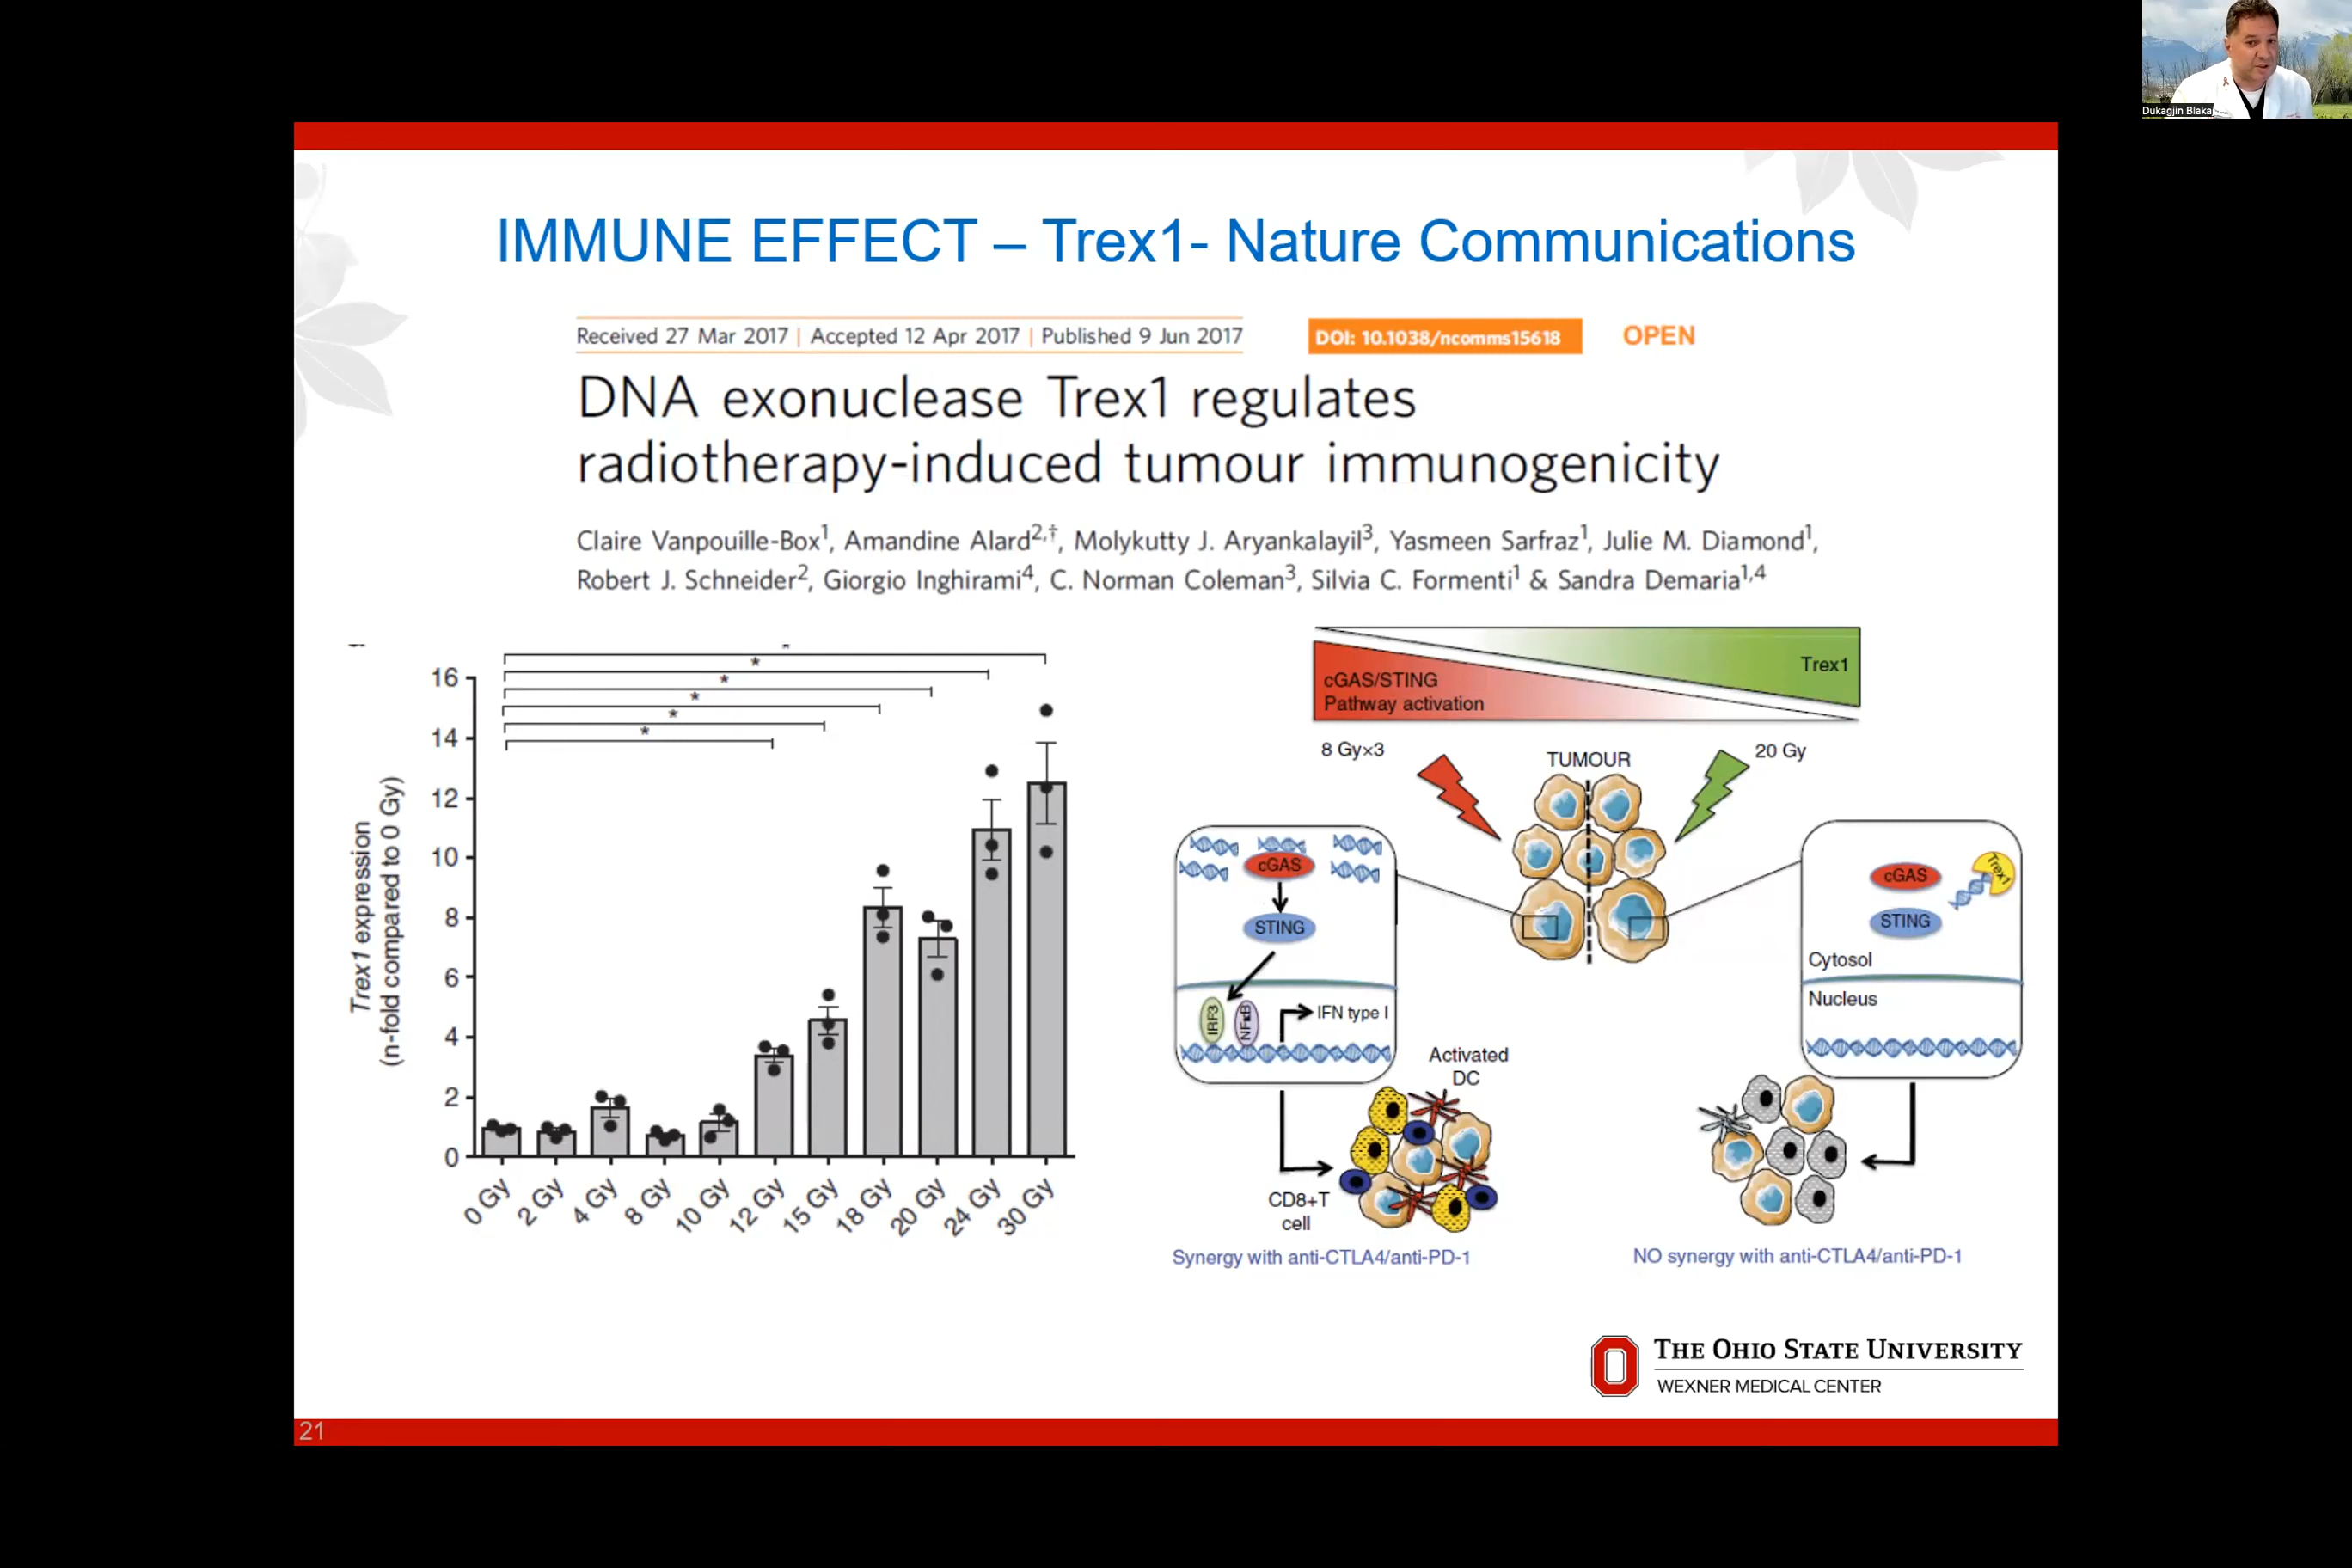 Dukagjin Blakaj
IMMUNE EFFECT – Trex1- Nature Communications
Received 27 Mar 2017 | Accepted 12 Apr 2017 | Published 9 Jun 2017
DOI: 10.1038/ncomms15618
OPEN
DNA exonuclease Trex1 regulates
radiotherapy-induced tumour immunogenicity
Claire Vanpouille-Box1, Amandine Alard2,†, Molykutty J. Aryankalayil3, Yasmeen Sarfraz1, Julie M. Diamond1,
Robert J. Schneider2, Giorgio Inghirami4, C. Norman Coleman3, Silvia C. Formenti1 & Sandra Demaria1,4
*
*
*
*
*
*
16
14
12
10
8
6
4
2
0
Trex1 expression
(n-fold compared to 0 Gy)
0 Gy
2 Gy
4 Gy
8 Gy
10 Gy
12 Gy
15 Gy
18 Gy
20 Gy
24 Gy
30 Gy
Trex1
cGAS/STING
Pathway activation
8 Gy×3
TUMOUR
20 Gy
cGAS
STING
IRF3
NFκB
IFN type I
cGAS
Trex1
STING
Cytosol
Nucleus
Activated
DC
CD8+T
cell
Synergy with anti-CTLA4/anti-PD-1
NO synergy with anti-CTLA4/anti-PD-1
THE OHIO STATE UNIVERSITY
WEXNER MEDICAL CENTER
21